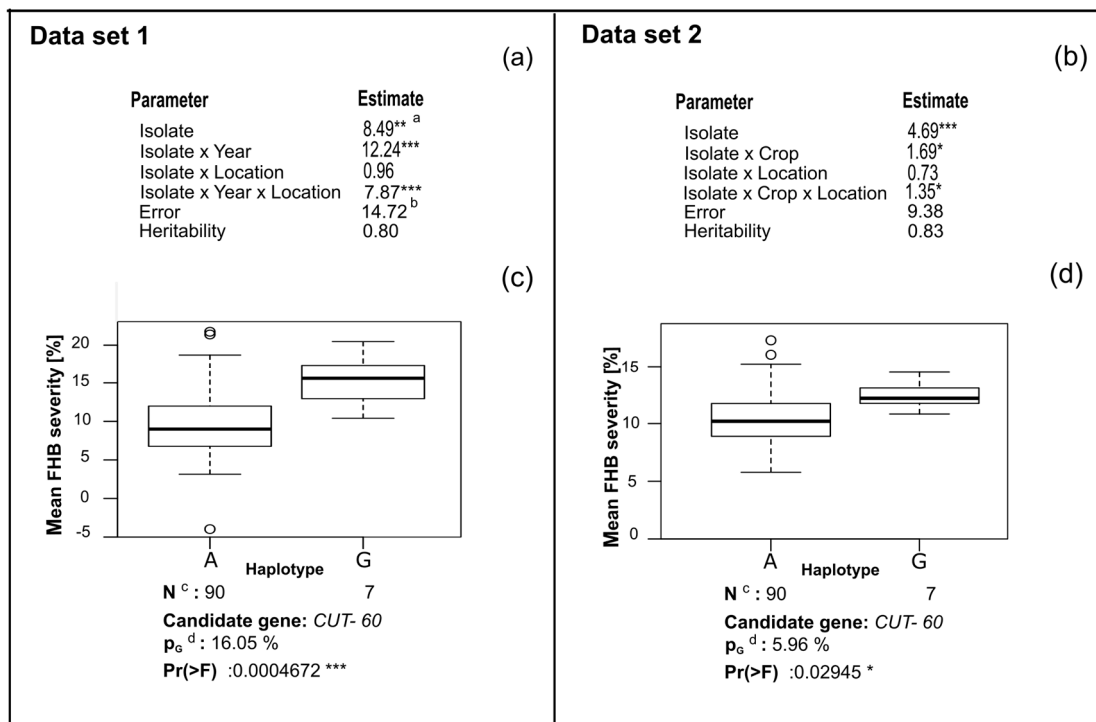 Data set 1
(a)
Parameter Estimate
Isolate 8.49** a
Isolate x Year 12.24***
Isolate x Location 0.96
Isolate x Year x Location 7.87***
Error 14.72 b
Heritability 0.80
(c)
Mean FHB severity [%]
20
15
10
5
0
-5
A G
Haplotype
N c : 90 7
Candidate gene: CUT- 60
pG d : 16.05 %
Pr(>F) :0.0004672 ***
Data set 2
(b)
Parameter Estimate
Isolate 4.69***
Isolate x Crop 1.69*
Isolate x Location 0.73
Isolate x Crop x Location 1.35*
Error 9.38
Heritability 0.83
(d)
Mean FHB severity [%]
15
10
5
0
A G
Haplotype
N c : 90 7
Candidate gene: CUT- 60
pG d : 5.96 %
Pr(>F) :0.02945 *